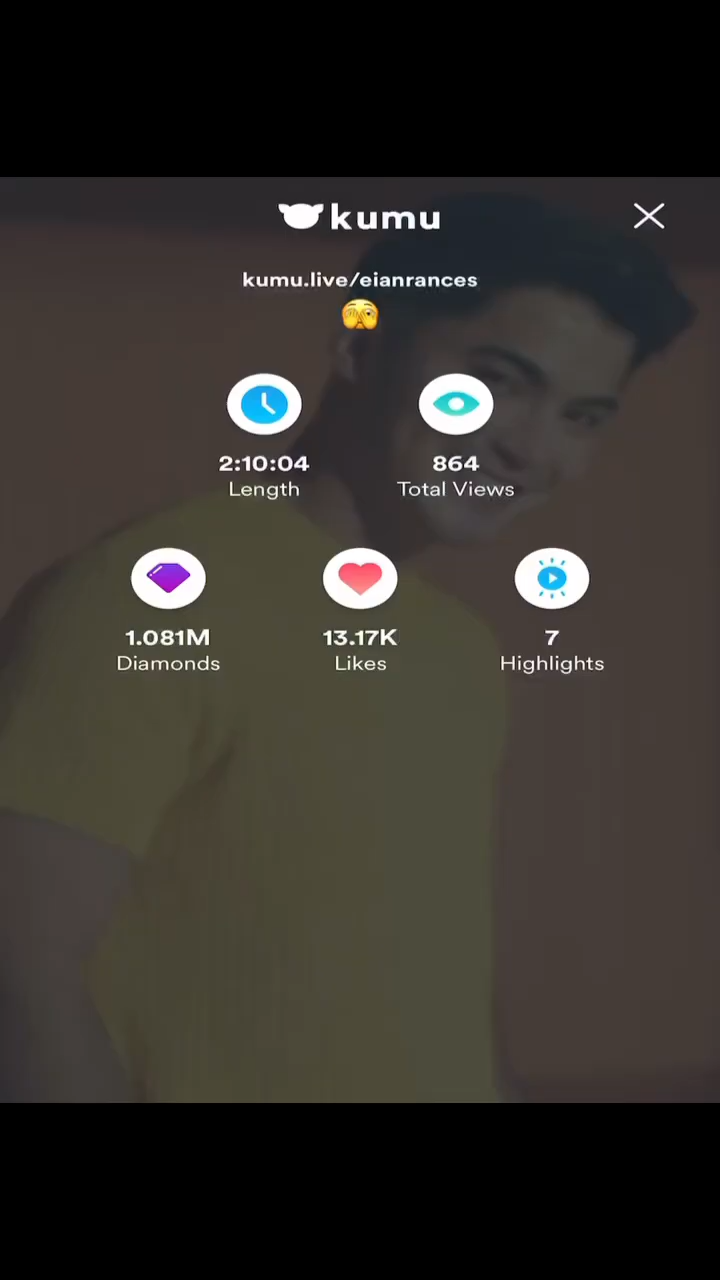 kumu
kumu.live/eianrances
🫣
2:10:04
Length
864
Total Views
1.081M
Diamonds
13.17K
Likes
7
Highlights